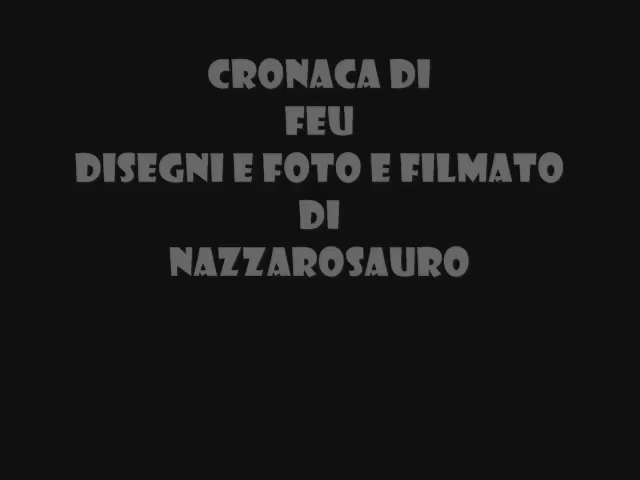 CRONACA DI
FEU
DISEGNI E FOTO E FILMATO
DI
NAZZAROSAURO